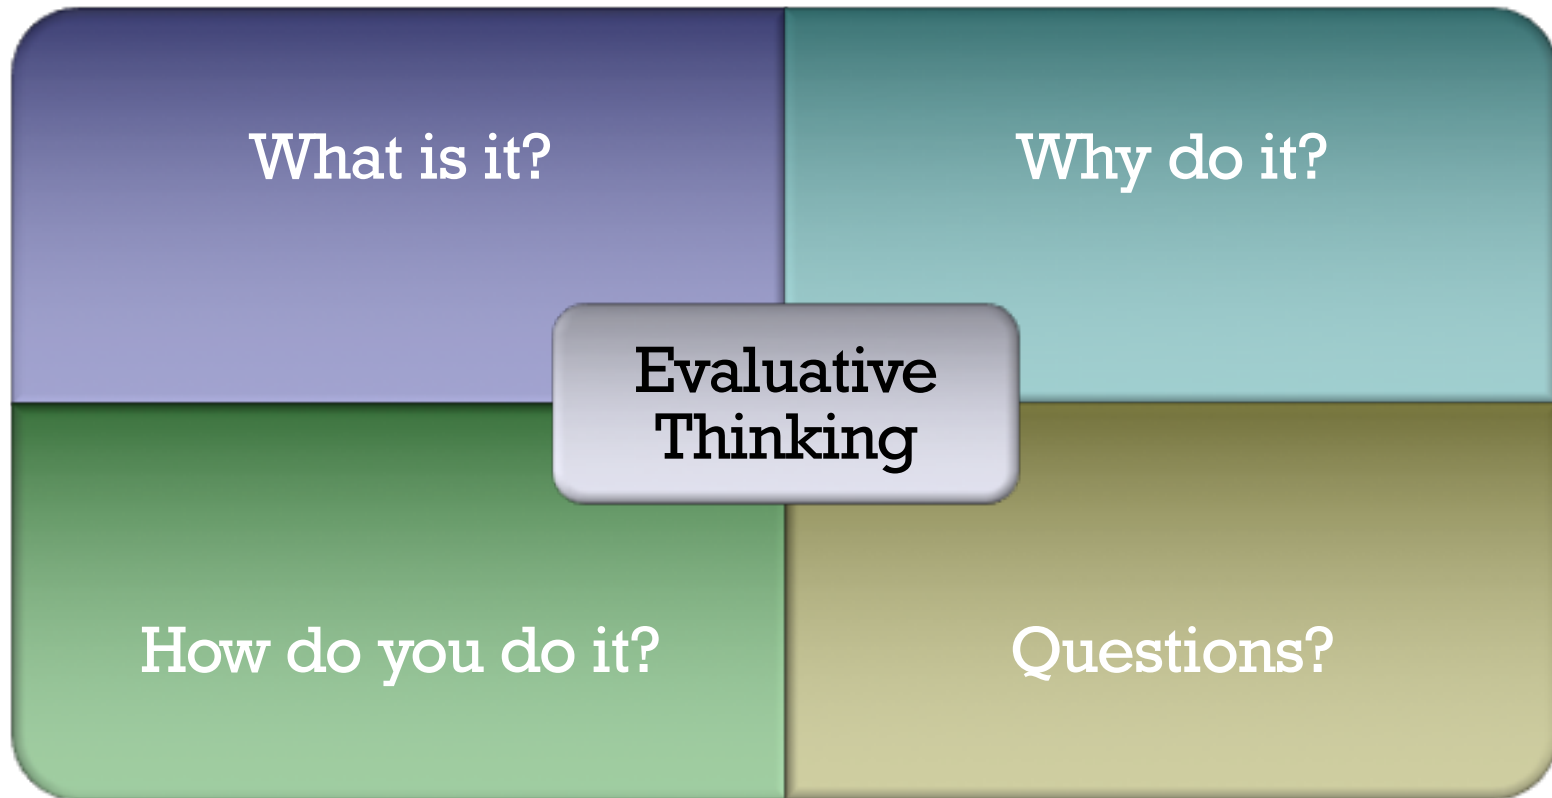 What is it?
Why do it?
Evaluative
Thinking
How do you do it?
Questions?